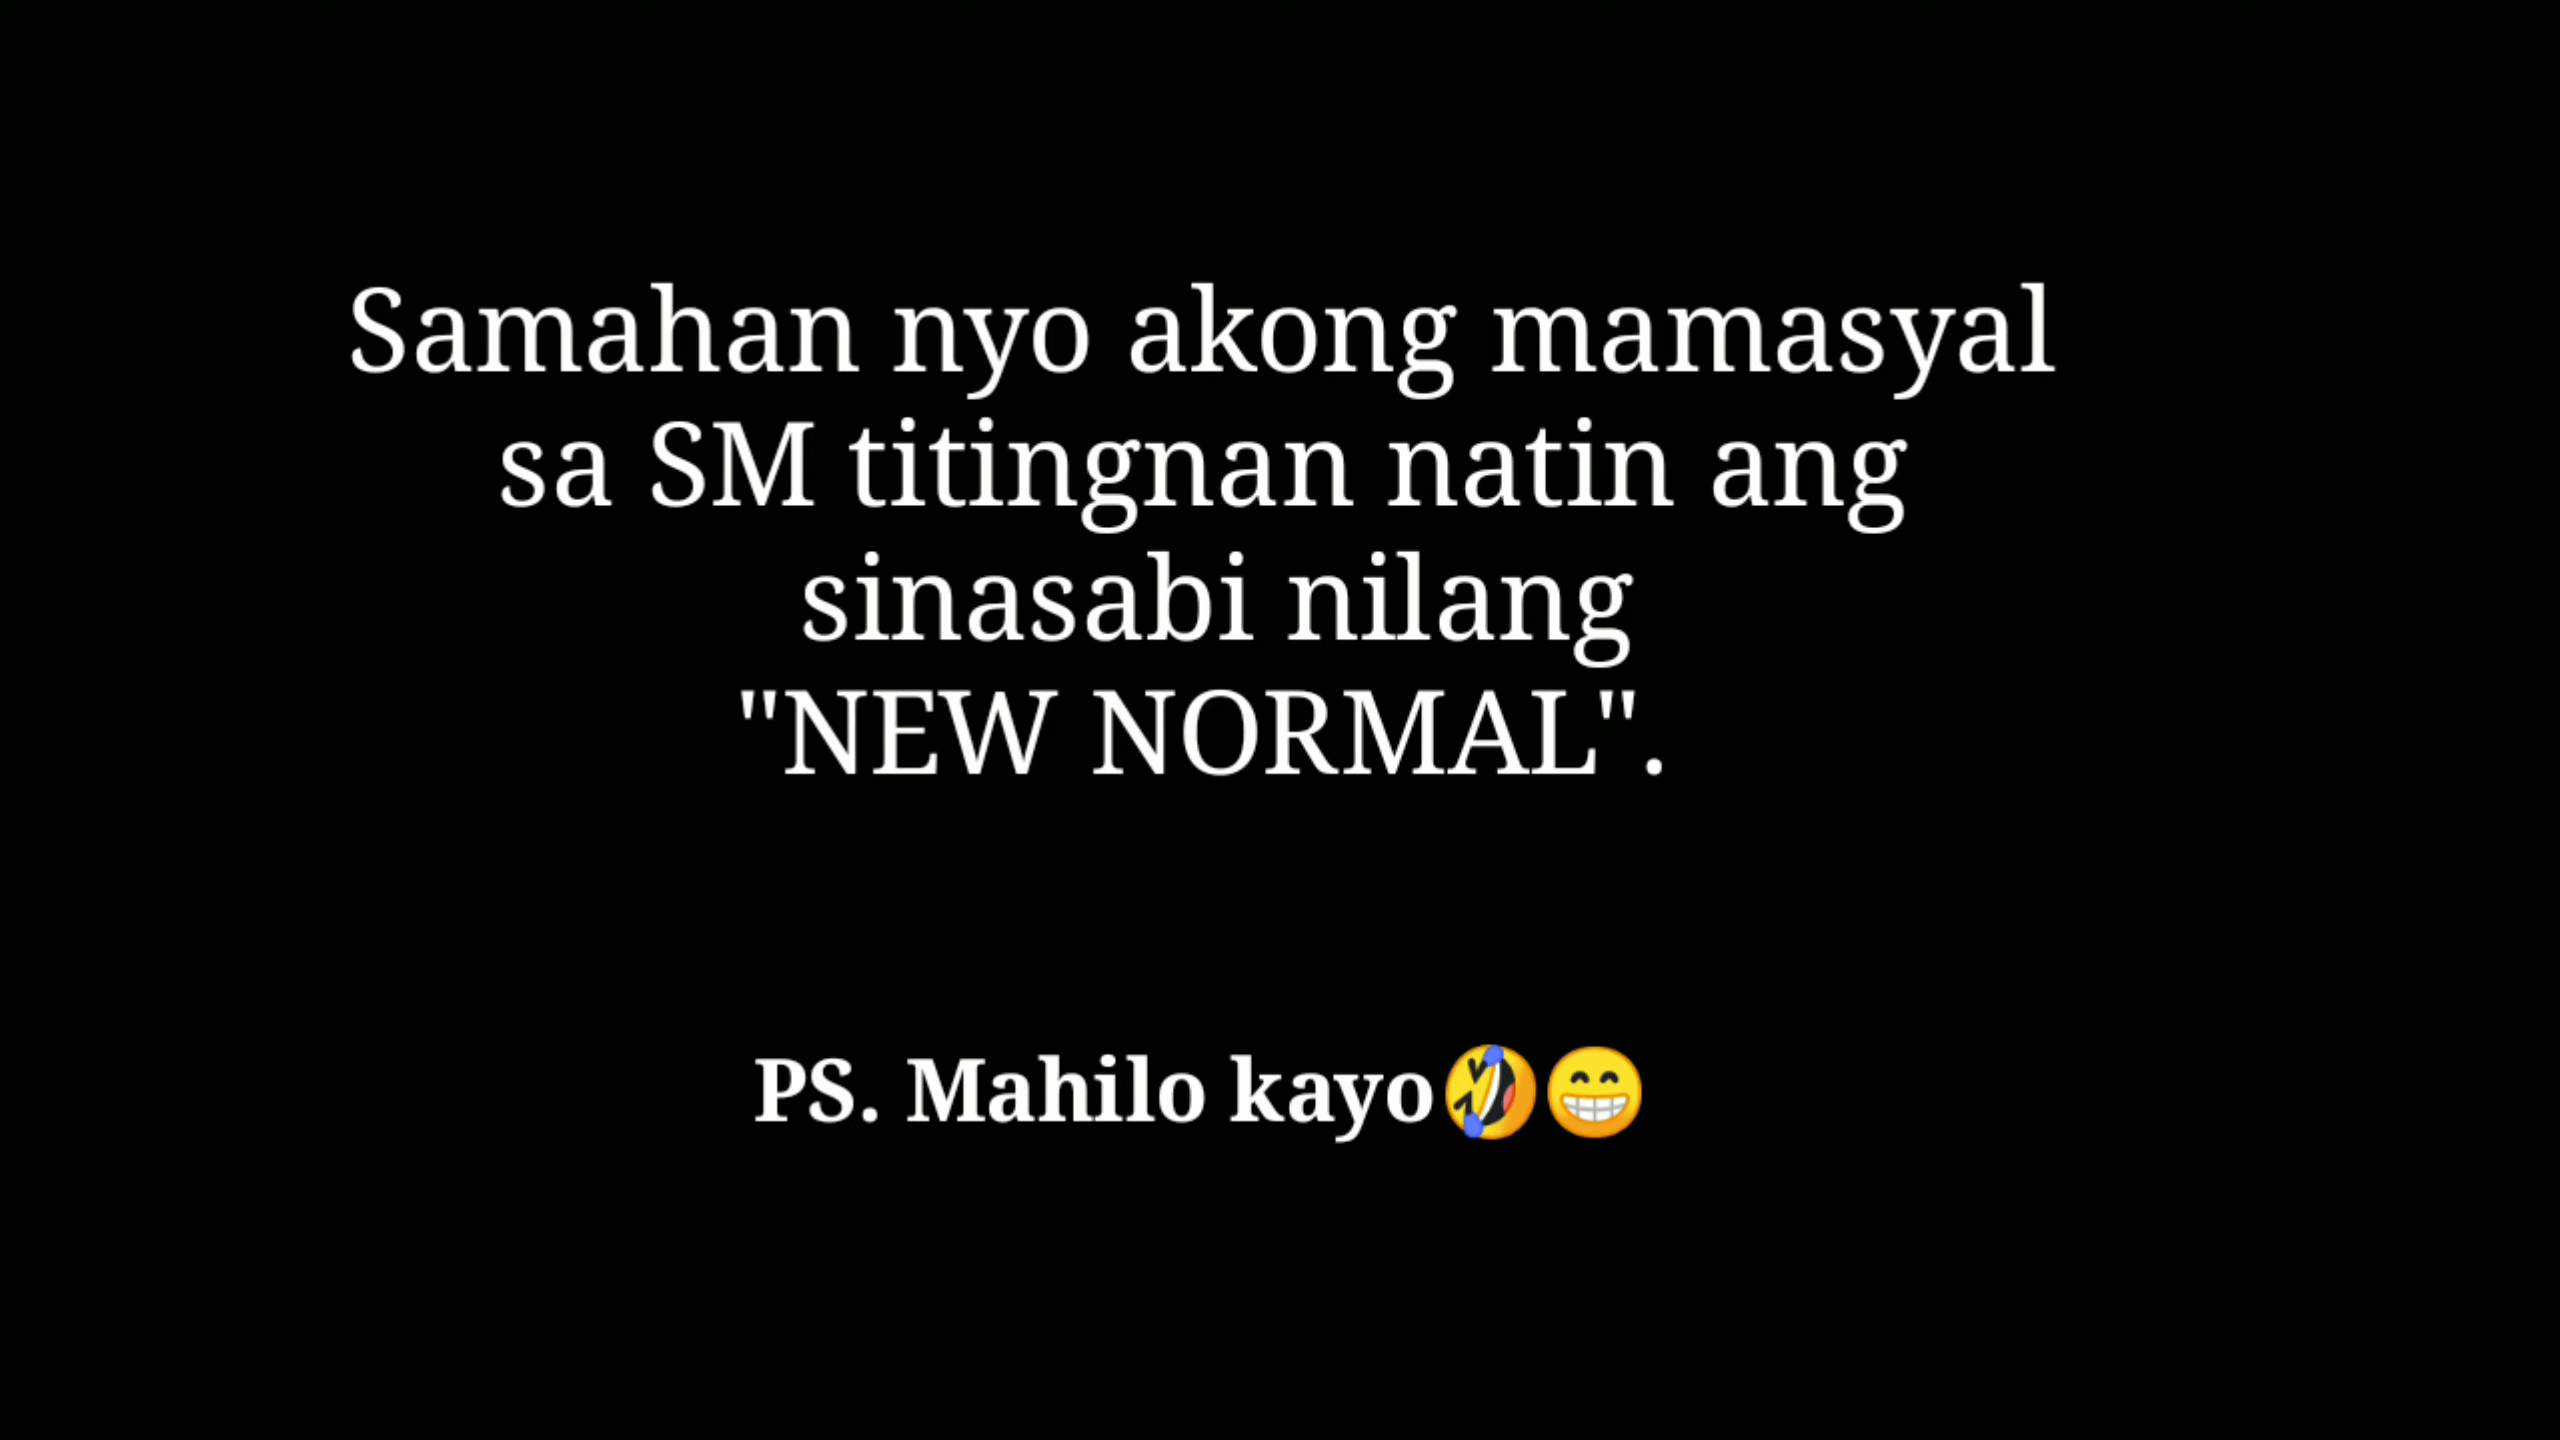 Samahan nyo akong mamasyal
sa SM titingnan natin ang
sinasabi nilang
"NEW NORMAL".
PS. Mahilo kayo🤣😁